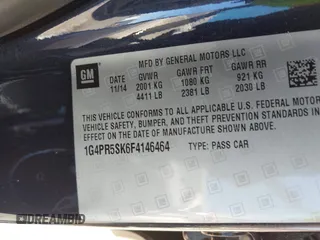 GM
MFD BY GENERAL MOTORS LLC
DATE GVWR GAWR FRT GAWR RR
11/14 2001 KG 1080 KG 921 KG
4411 LB 2381 LB 2030 LB
THIS VEHICLE CONFORMS TO ALL APPLICABLE U.S. FEDERAL MOTOR
VEHICLE SAFETY, BUMPER, AND THEFT PREVENTION STANDARDS
IN EFFECT ON THE DATE OF MANUFACTURE SHOWN ABOVE.
1G4PR5SK6F4146464 TYPE: PASS CAR
DREAMBID